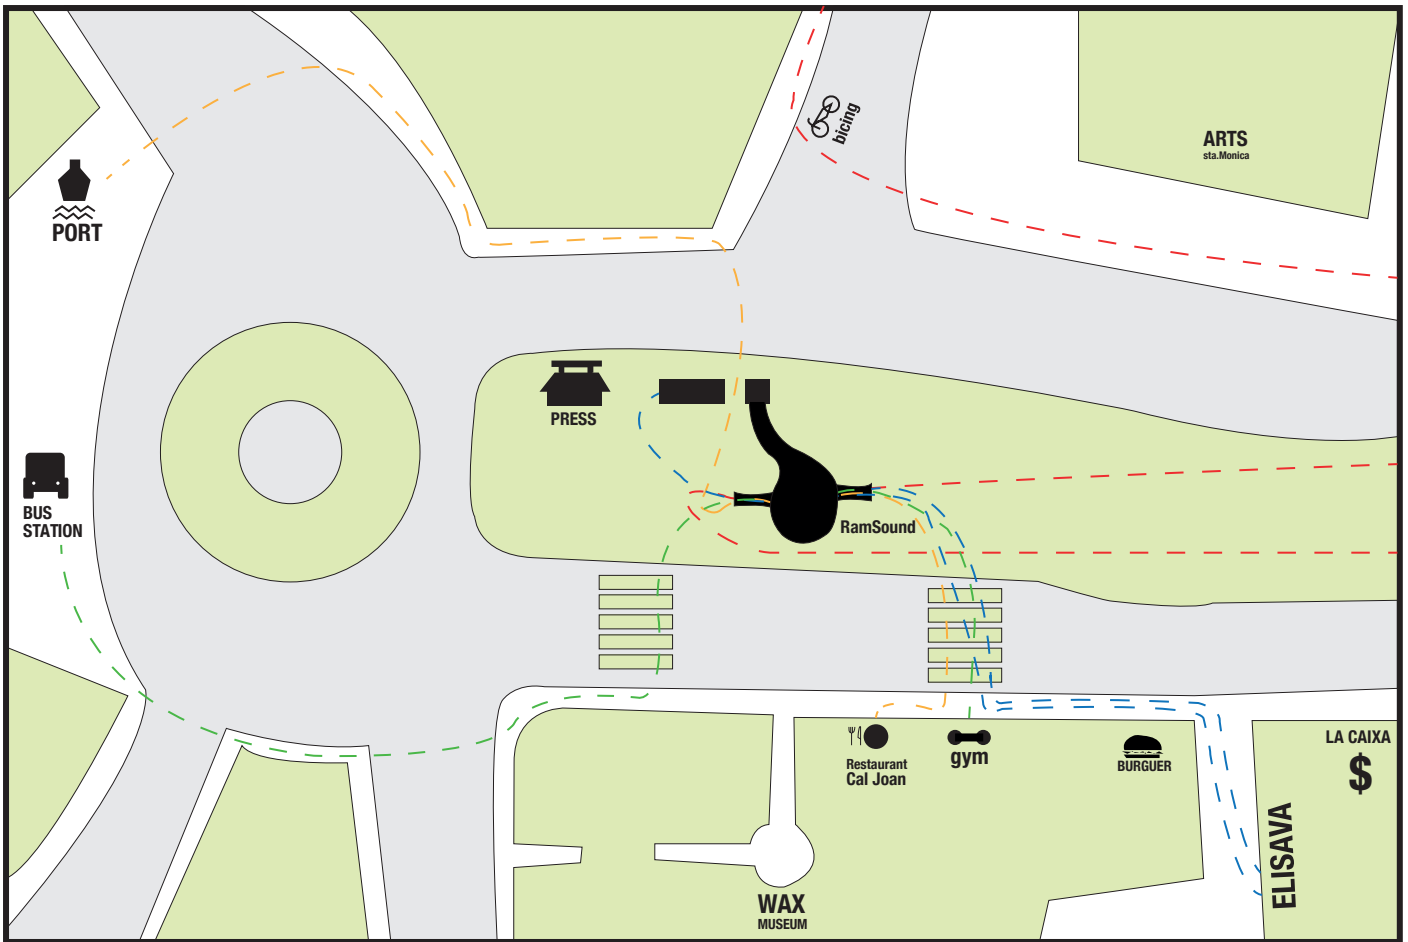 bicing
ARTS
sta.Monica
PORT
PRESS
BUS
STATION
RamSound
Restaurant
Cal Joan
gym
BURGUER
LA CAIXA
$
ELISAVA
WAX
MUSEUM